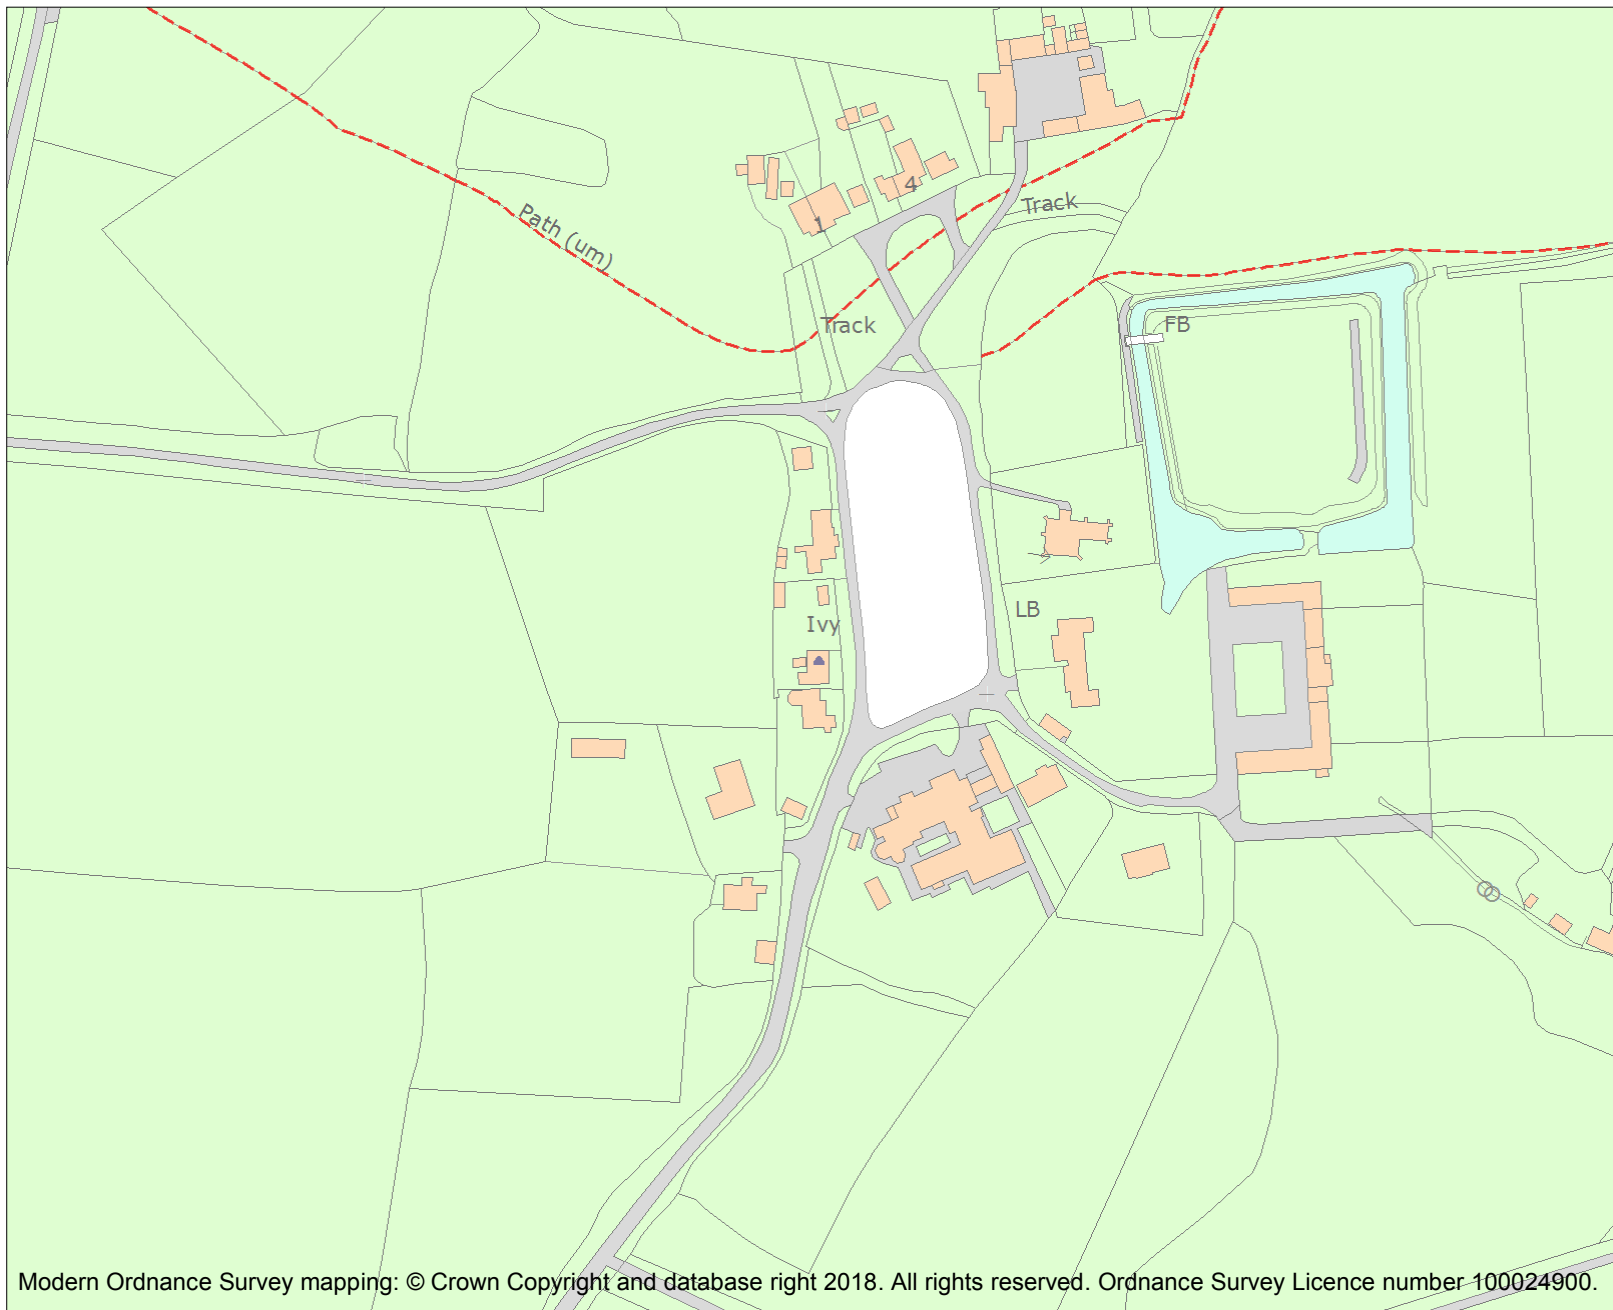 4
Track
Path (um)
1
FB
Track
LB
Ivy
Modern Ordnance Survey mapping: © Crown Copyright and database right 2018. All rights reserved. Ordnance Survey Licence number 100024900.